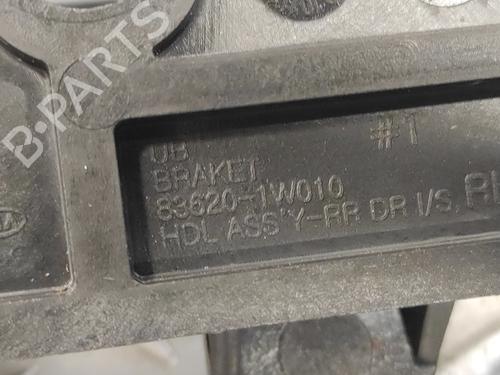 B-PARTS
#1
UB
BRAKET
83620-1W010
HDL ASS'Y-RR DR I/S,